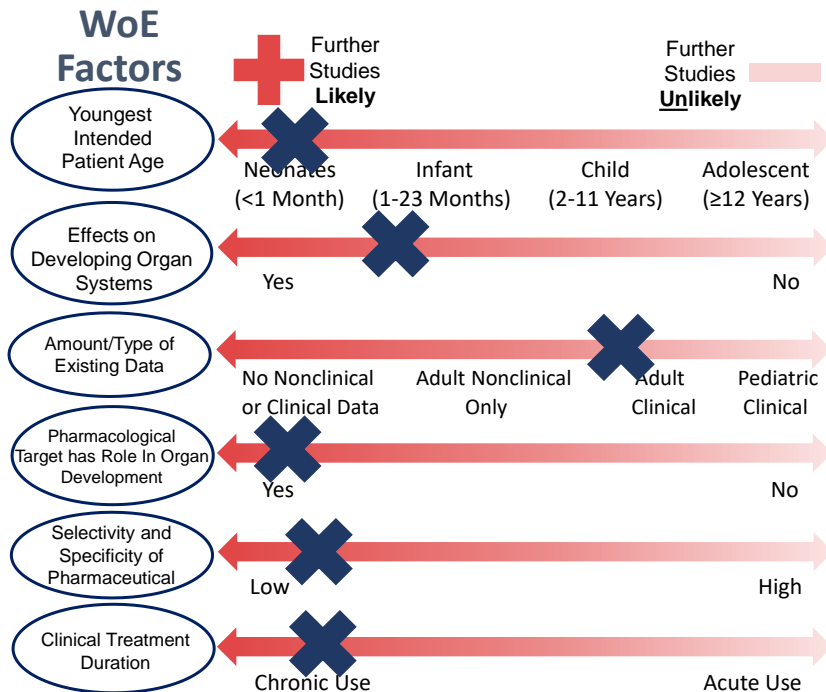 WoE
Factors
Further
Studies
Likely
Further
Studies
Unlikely
Youngest
Intended
Patient Age
Neonates
(<1 Month)
Infant
(1-23 Months)
Child
(2-11 Years)
Adolescent
(≥12 Years)
Effects on
Developing Organ
Systems
Yes
No
Amount/Type of
Existing Data
No Nonclinical
or Clinical Data
Adult Nonclinical
Only
Adult
Clinical
Pediatric
Clinical
Pharmacological
Target has Role In Organ
Development
Yes
No
Selectivity and
Specificity of
Pharmaceutical
Low
High
Clinical Treatment
Duration
Chronic Use
Acute Use